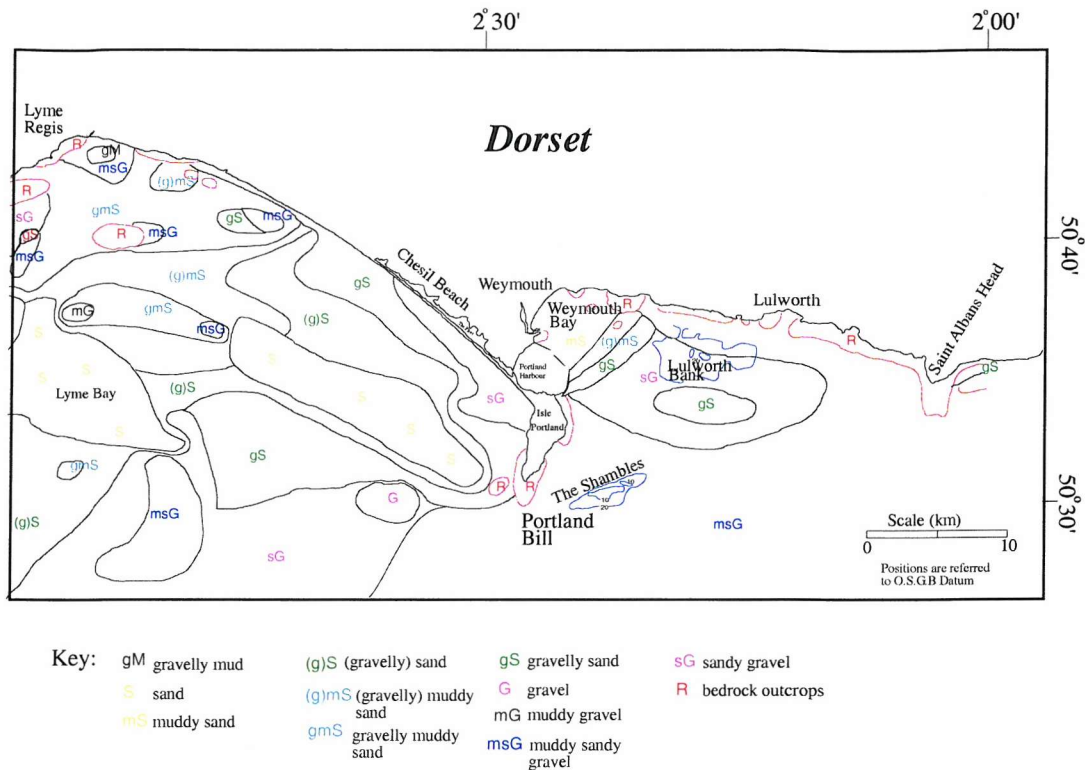 2° 30'
2° 00'
Lyme
Regis
Dorset
R
gM
msG
(g)mS
R
sG
gmS
gS
msG
gS
R
msG
msG
50° 40'
(g)mS
gS
Chesil Beach
Weymouth
Weymouth
Bay
R
Lulworth
Saint Albans Head
mG
gmS
msG
(g)S
S
mS
(g)mS
R
S
S
S
Lyme Bay
(g)S
S
gS
sG
Lulworth
Bank
gS
Portland
Harbour
sG
gS
Isle
Portland
S
S
S
gmS
gS
R
R
The Shambles
10
10
20
G
(g)S
msG
Portland
Bill
msG
50° 30'
sG
Scale (km)
0
10
Positions are referred
to O.S.G.B Datum
Key:
gM gravelly mud
S sand
mS muddy sand
(g)S (gravelly) sand
(g)mS (gravelly) muddy
sand
gmS gravelly muddy
sand
gS gravelly sand
G gravel
mG muddy gravel
msG muddy sandy
gravel
sG sandy gravel
R bedrock outcrops